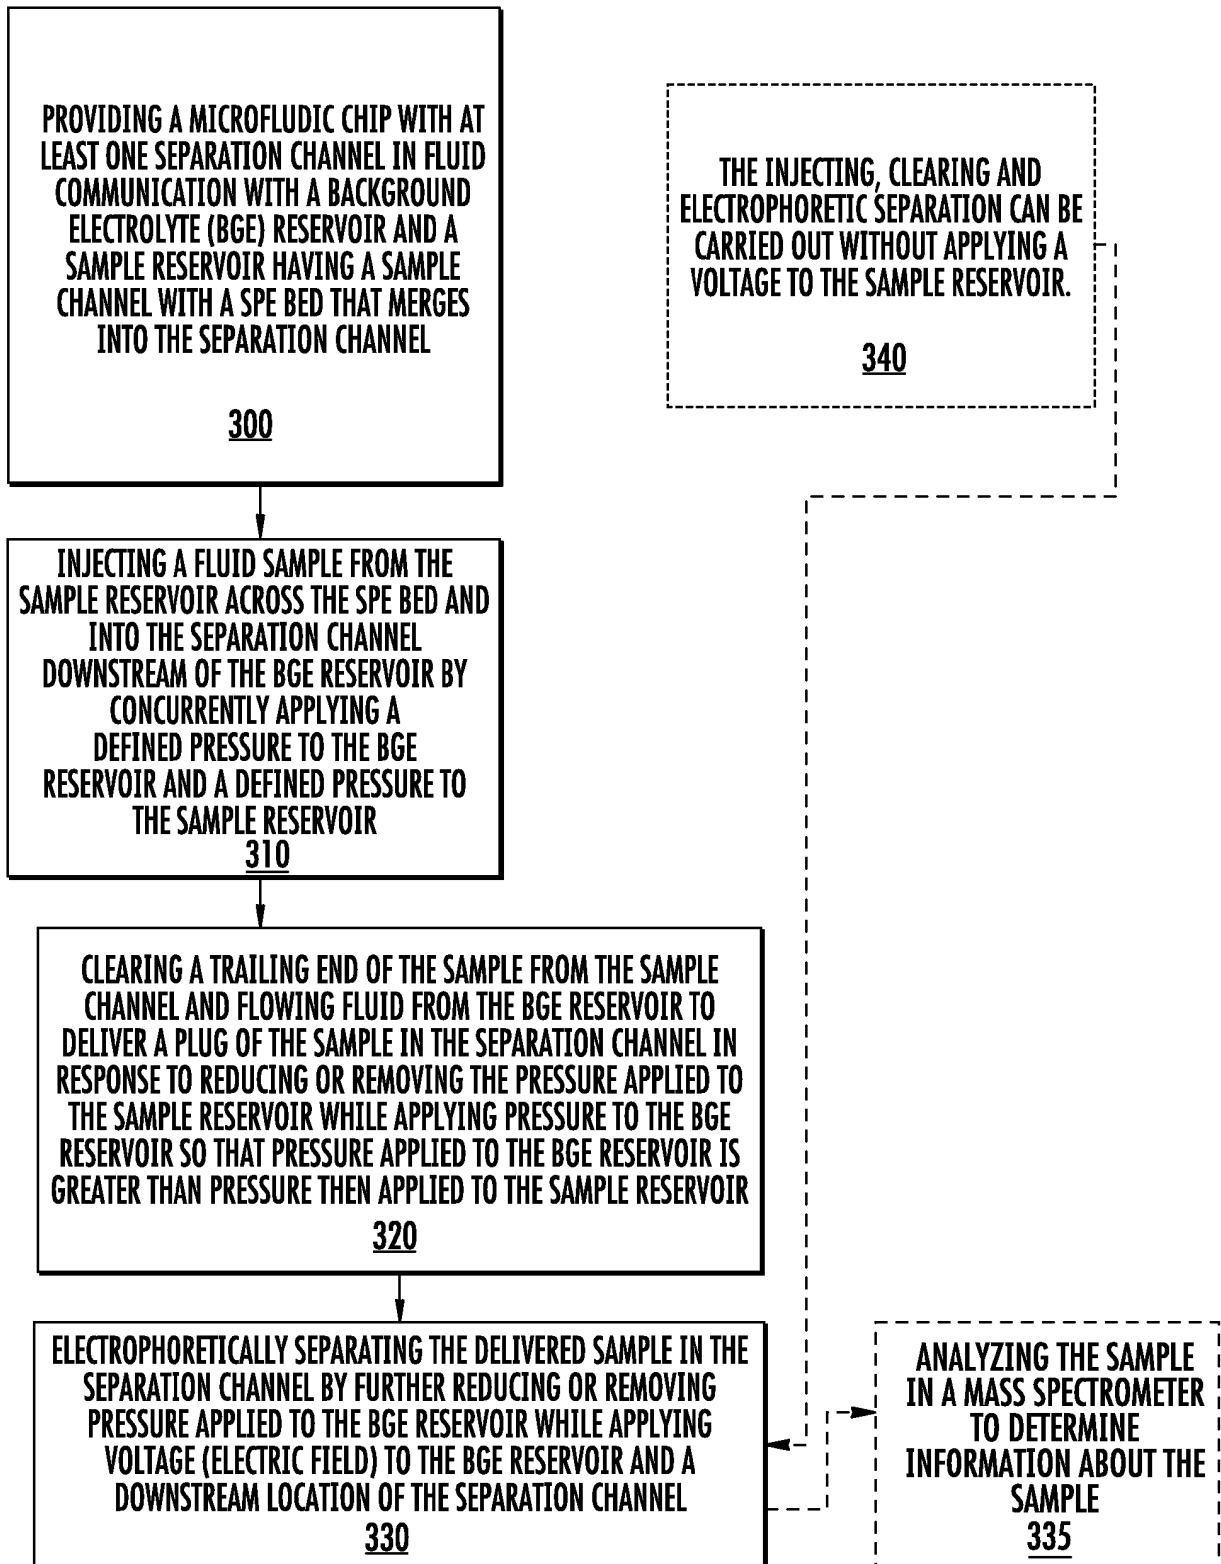 PROVIDING A MICROFLUDIC CHIP WITH AT
LEAST ONE SEPARATION CHANNEL IN FLUID
COMMUNICATION WITH A BACKGROUND
ELECTROLYTE (BGE) RESERVOIR AND A
SAMPLE RESERVOIR HAVING A SAMPLE
CHANNEL WITH A SPE BED THAT MERGES
INTO THE SEPARATION CHANNEL
300
THE INJECTING, CLEARING AND
ELECTROPHORETIC SEPARATION CAN BE
CARRIED OUT WITHOUT APPLYING A
VOLTAGE TO THE SAMPLE RESERVOIR.
340
INJECTING A FLUID SAMPLE FROM THE
SAMPLE RESERVOIR ACROSS THE SPE BED AND
INTO THE SEPARATION CHANNEL
DOWNSTREAM OF THE BGE RESERVOIR BY
CONCURRENTLY APPLYING A
DEFINED PRESSURE TO THE BGE
RESERVOIR AND A DEFINED PRESSURE TO
THE SAMPLE RESERVOIR
310
CLEARING A TRAILING END OF THE SAMPLE FROM THE SAMPLE
CHANNEL AND FLOWING FLUID FROM THE BGE RESERVOIR TO
DELIVER A PLUG OF THE SAMPLE IN THE SEPARATION CHANNEL IN
RESPONSE TO REDUCING OR REMOVING THE PRESSURE APPLIED TO
THE SAMPLE RESERVOIR WHILE APPLYING PRESSURE TO THE BGE
RESERVOIR SO THAT PRESSURE APPLIED TO THE BGE RESERVOIR IS
GREATER THAN PRESSURE THEN APPLIED TO THE SAMPLE RESERVOIR
320
ELECTROPHORETICALLY SEPARATING THE DELIVERED SAMPLE IN THE
SEPARATION CHANNEL BY FURTHER REDUCING OR REMOVING
PRESSURE APPLIED TO THE BGE RESERVOIR WHILE APPLYING
VOLTAGE (ELECTRIC FIELD) TO THE BGE RESERVOIR AND A
DOWNSTREAM LOCATION OF THE SEPARATION CHANNEL
330
ANALYZING THE SAMPLE
IN A MASS SPECTROMETER
TO DETERMINE
INFORMATION ABOUT THE
SAMPLE
335